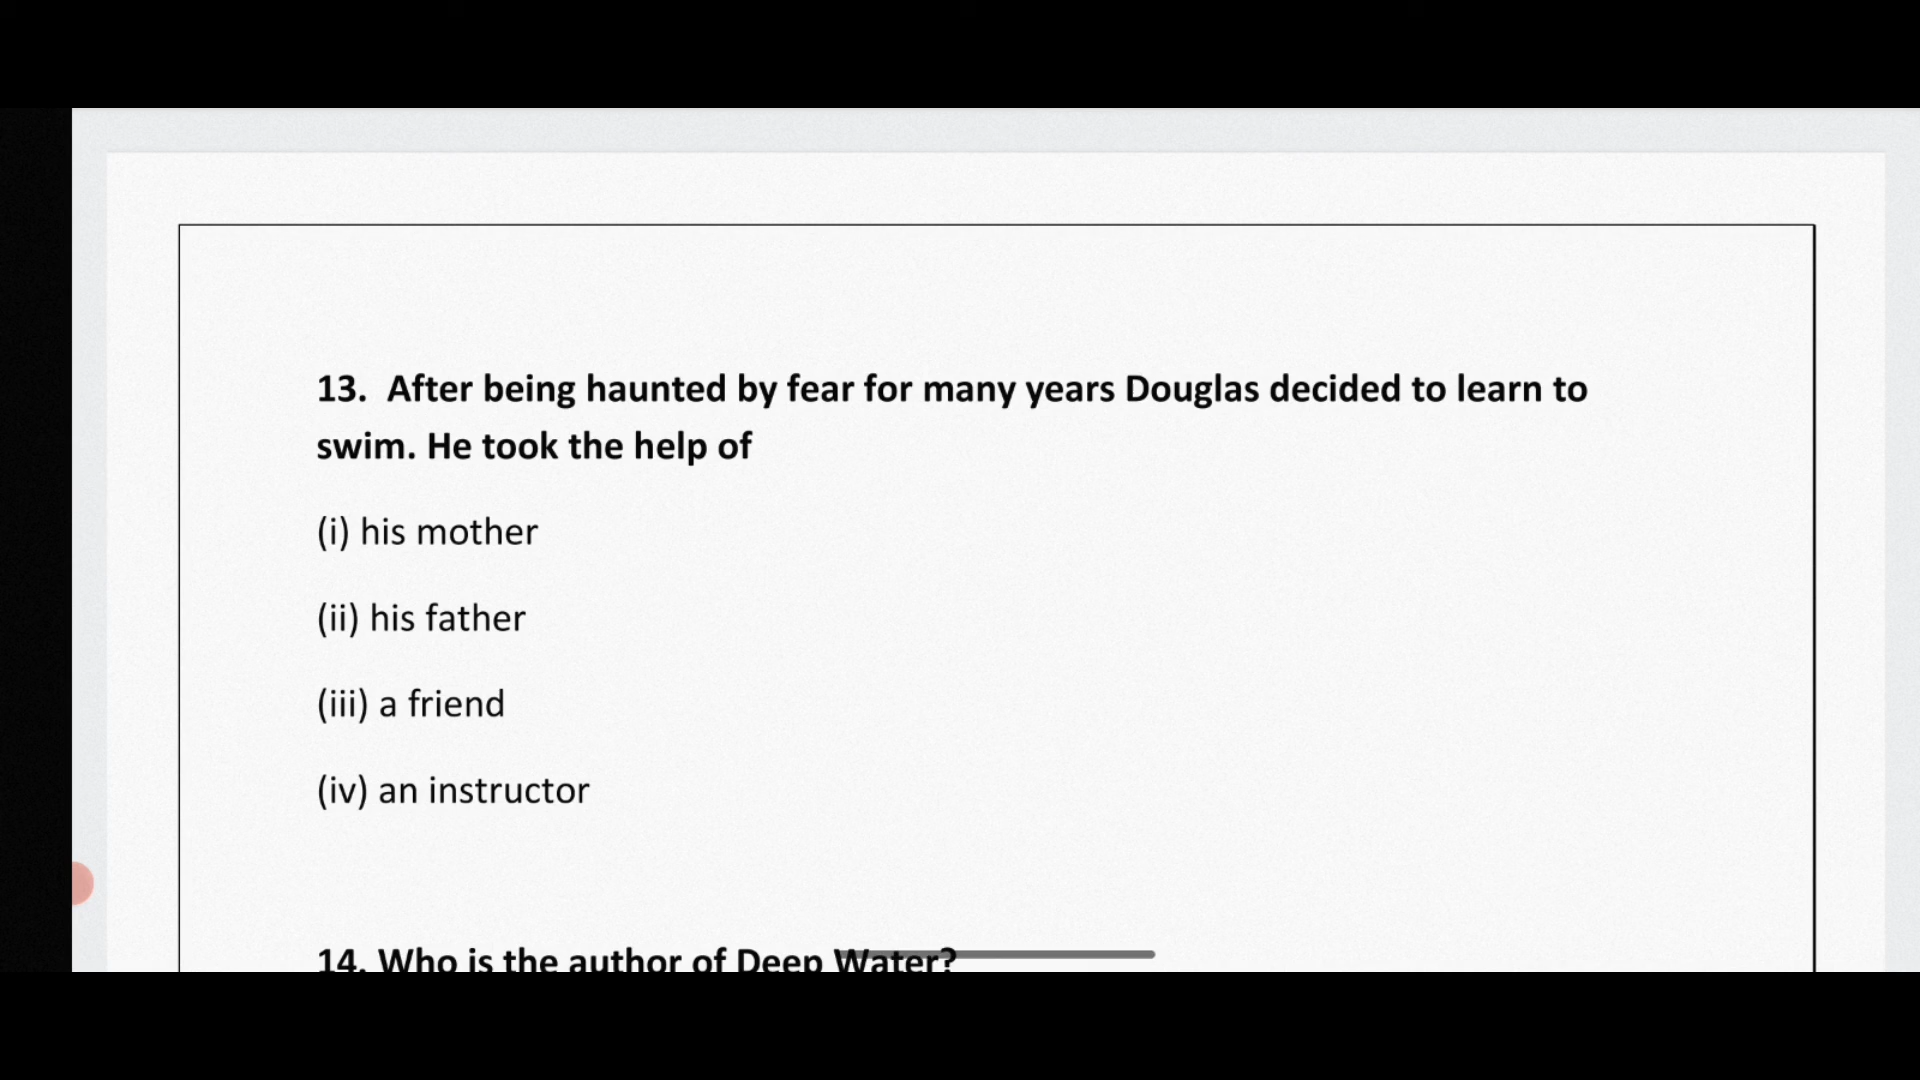 13. After being haunted by fear for many years Douglas decided to learn to
swim. He took the help of
(i) his mother
(ii) his father
(iii) a friend
(iv) an instructor
14. Who is the author of Deep Water?